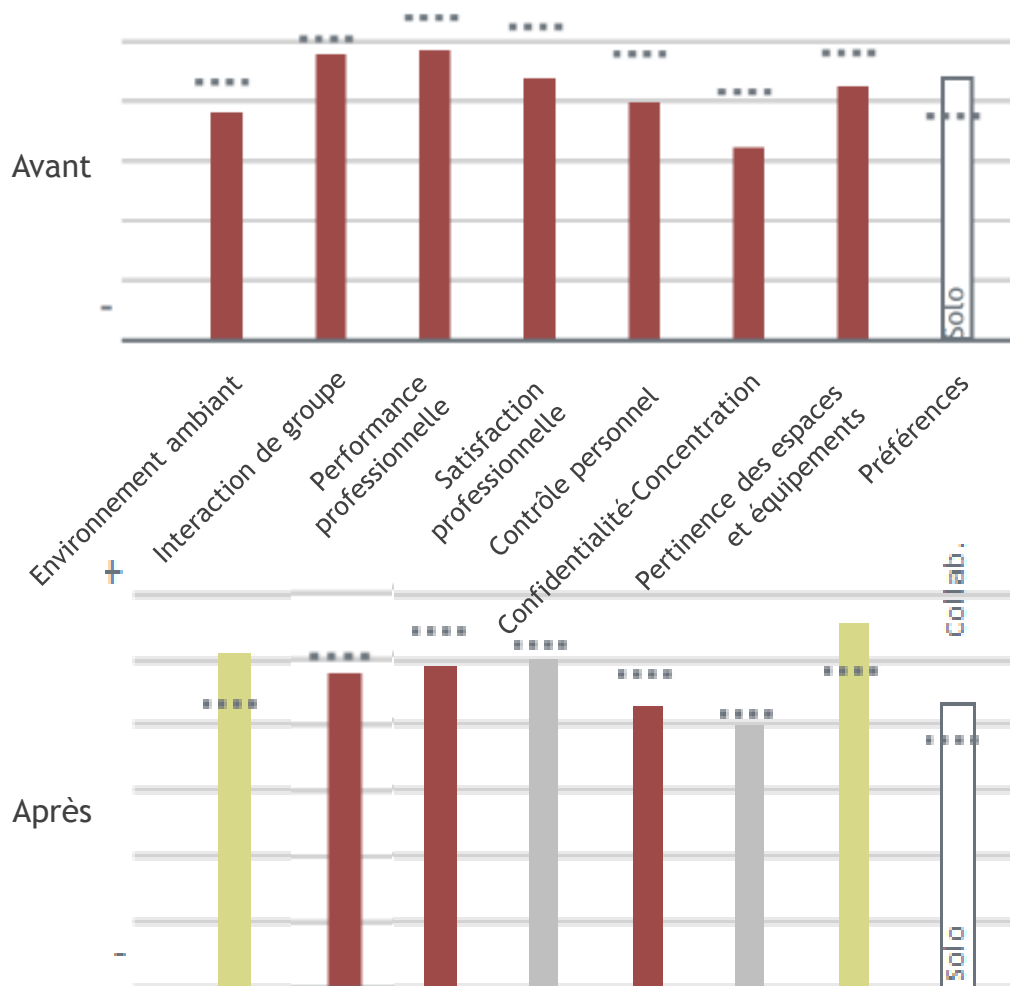 Avant
-
Solo
Environnement ambiant
Interaction de groupe
Performance
professionnelle
Satisfaction
professionnelle
Contrôle personnel
Confidentialité-Concentration
Pertinence des espaces
et équipements
Préférences
+
Collab.
Après
-
Solo